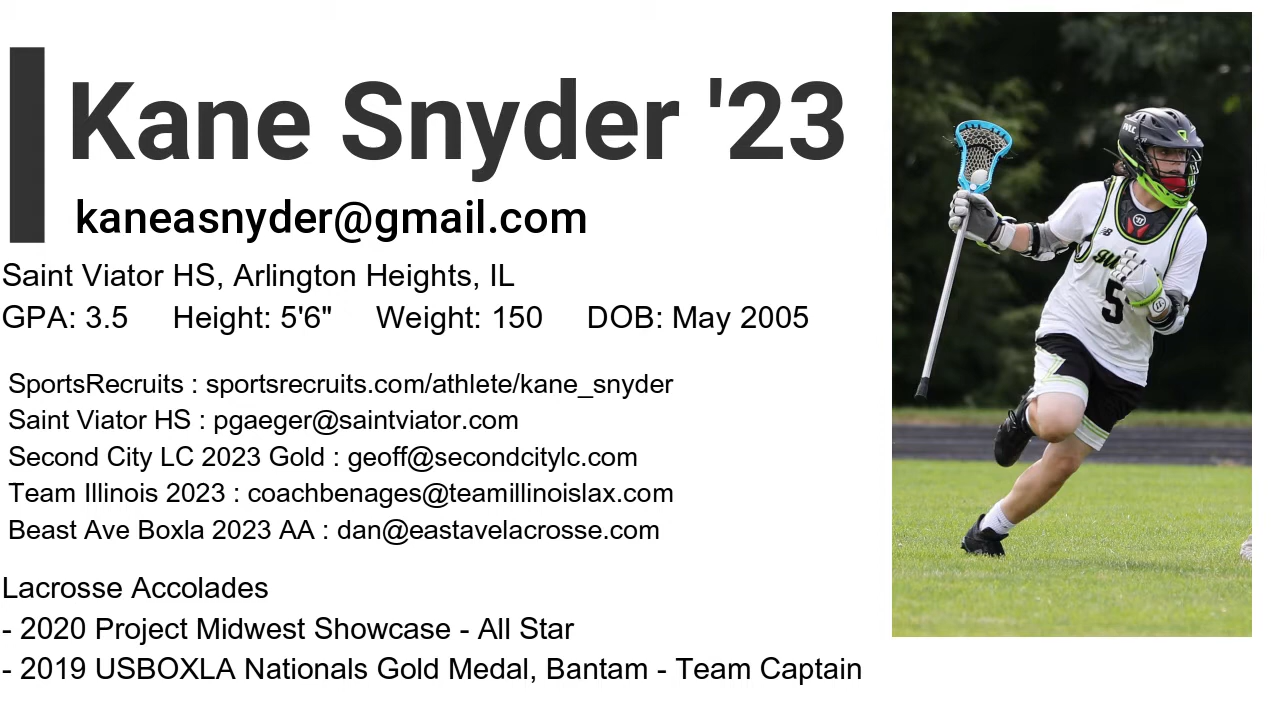 Kane Snyder '23
kaneasnyder@gmail.com
Saint Viator HS, Arlington Heights, IL
GPA: 3.5 Height: 5'6" Weight: 150 DOB: May 2005
SportsRecruits : sportsrecruits.com/athlete/kane_snyder
Saint Viator HS : pgaeger@saintviator.com
Second City LC 2023 Gold : geoff@secondcitylc.com
Team Illinois 2023 : coachbenages@teamillinoislax.com
Beast Ave Boxla 2023 AA : dan@eastavelacrosse.com
Lacrosse Accolades
- 2020 Project Midwest Showcase - All Star
- 2019 USBOXLA Nationals Gold Medal, Bantam - Team Captain